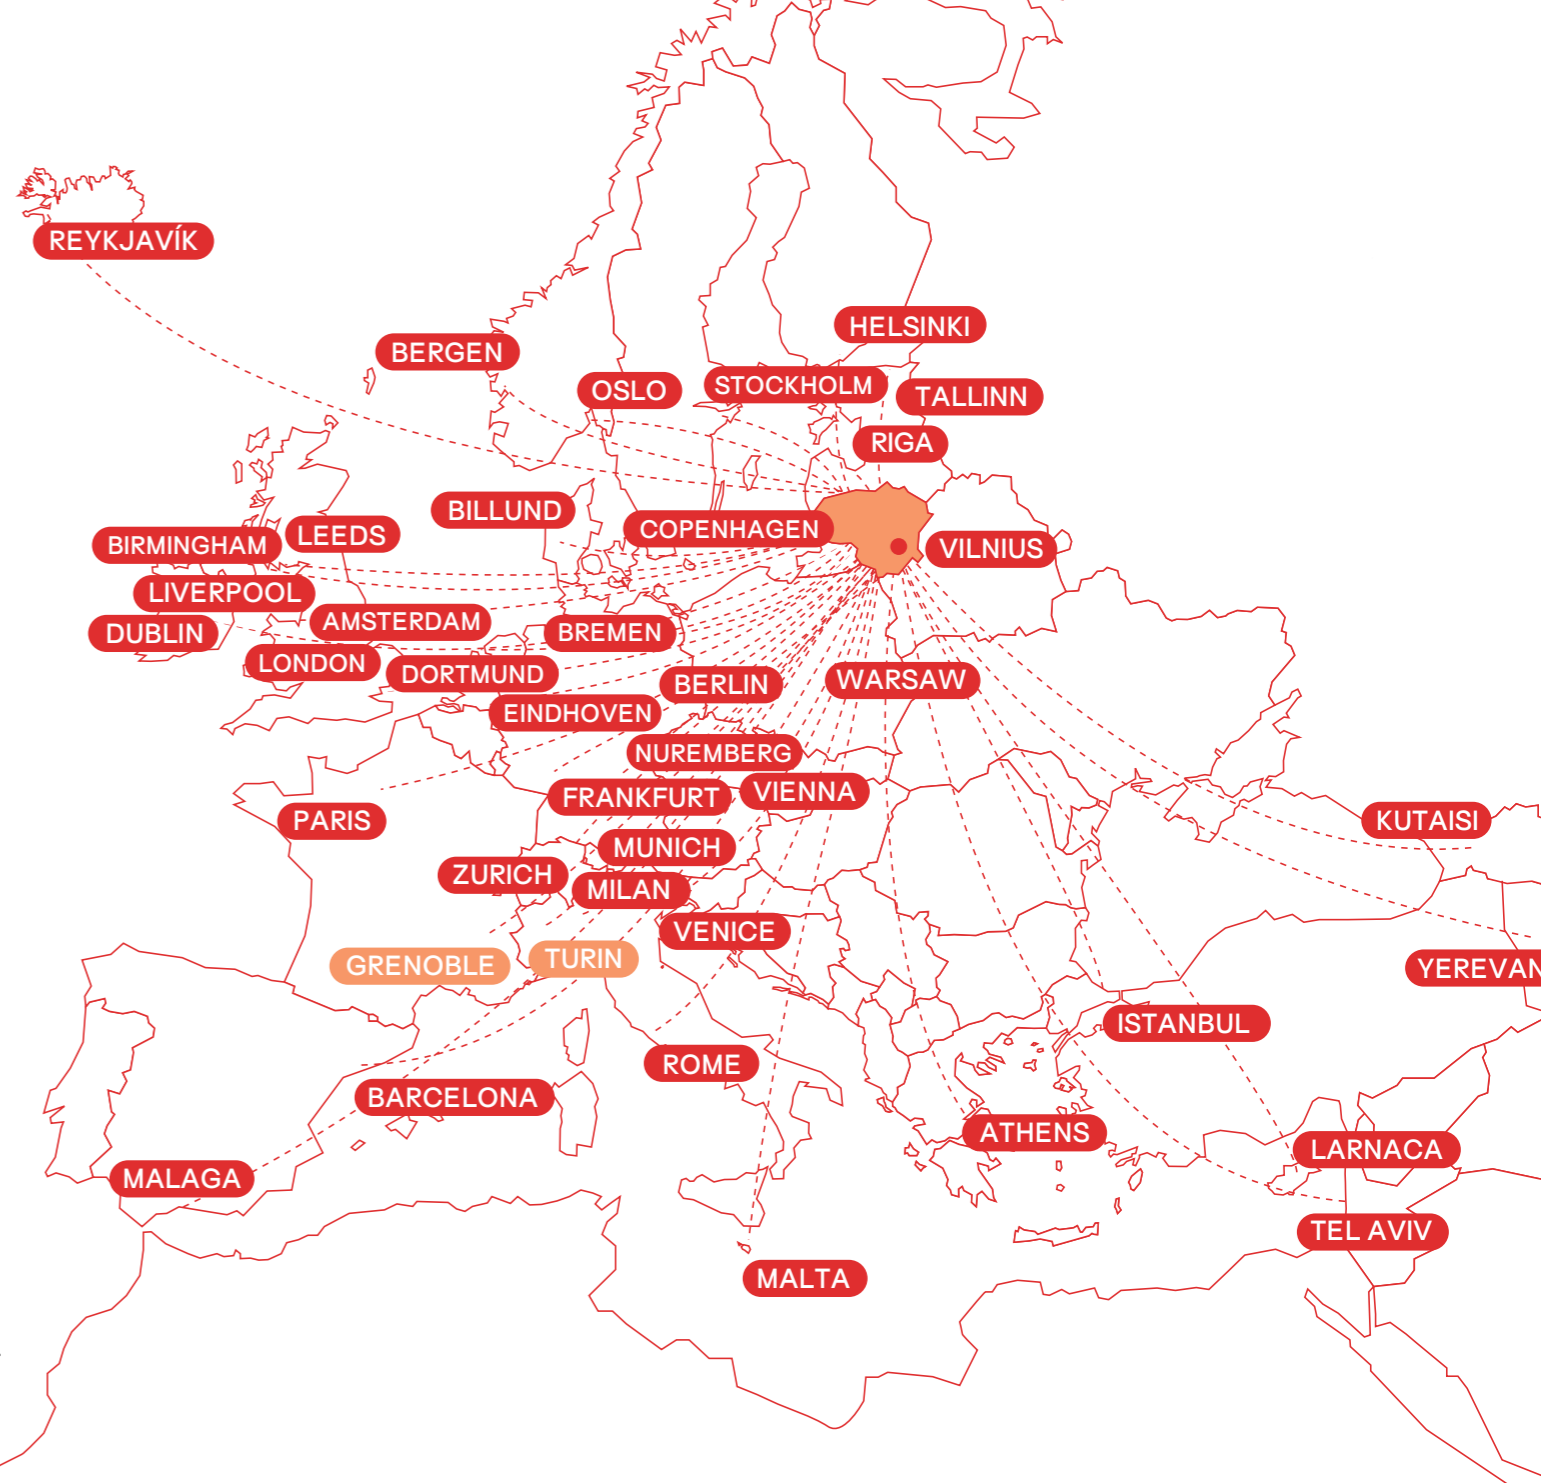 REYKJAVÍK
HELSINKI
BERGEN
OSLO
STOCKHOLM
TALLINN
RIGA
BILLUND
COPENHAGEN
LEEDS
BIRMINGHAM
VILNIUS
LIVERPOOL
AMSTERDAM
DUBLIN
BREMEN
LONDON
DORTMUND
BERLIN
WARSAW
EINDHOVEN
NUREMBERG
FRANKFURT
VIENNA
PARIS
KUTAISI
MUNICH
ZURICH
MILAN
VENICE
GRENOBLE
TURIN
YEREVAN
ISTANBUL
ROME
BARCELONA
ATHENS
LARNACA
MALAGA
TEL AVIV
MALTA